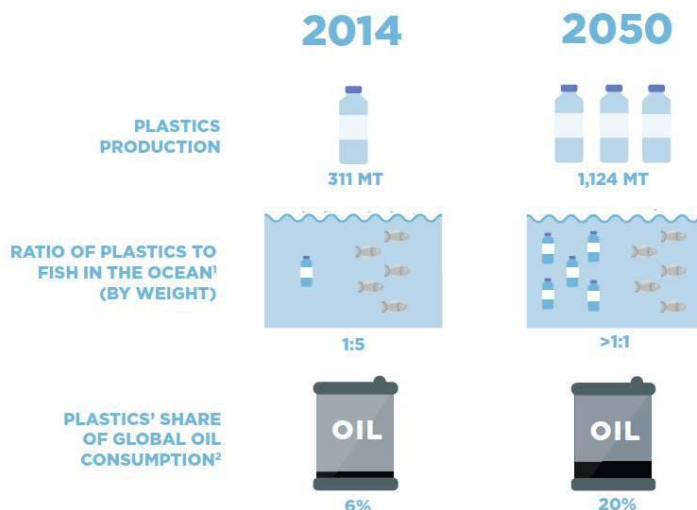 2014
2050
PLASTICS
PRODUCTION
311 MT
1,124 MT
RATIO OF PLASTICS TO
FISH IN THE OCEAN¹
(BY WEIGHT)
1:5
>1:1
PLASTICS' SHARE
OF GLOBAL OIL
CONSUMPTION²
OIL
OIL
6%
20%